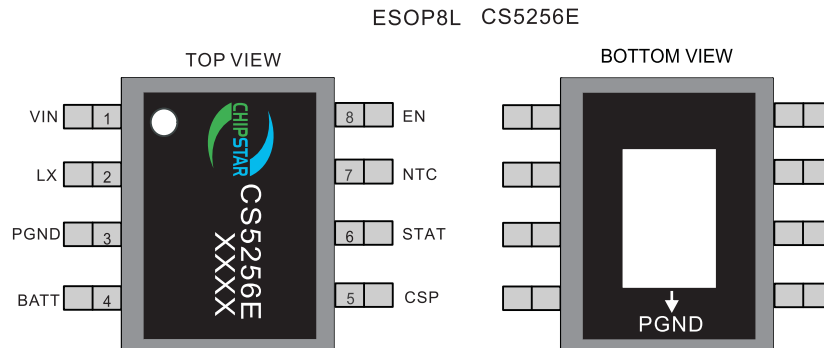 ESOP8L CS5256E
TOP VIEW
BOTTOM VIEW
VIN 1
8 EN
LX 2
7 NTC
PGND 3
6 STAT
BATT 4
5 CSP
CHIPSTAR
CS5256E
XXXX
PGND